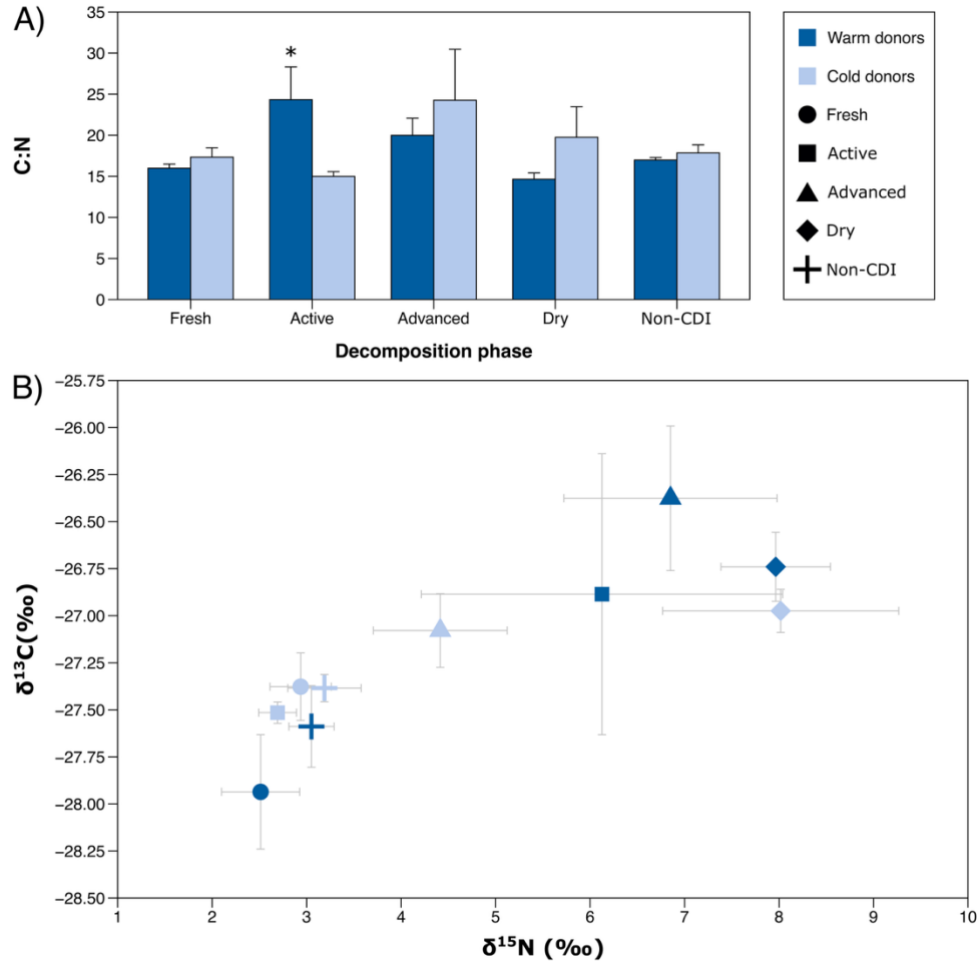 A)
35
30
25
20
15
10
5
0
C:N
*
Fresh
Active
Advanced
Dry
Non-CDI
Decomposition phase
Warm donors
Cold donors
Fresh
Active
Advanced
Dry
Non-CDI
B)
−25.75
−26.00
−26.25
−26.50
−26.75
−27.00
−27.25
−27.50
−27.75
−28.00
−28.25
−28.50
δ¹³C(‰)
1
2
3
4
5
6
7
8
9
10
δ¹⁵N (‰)